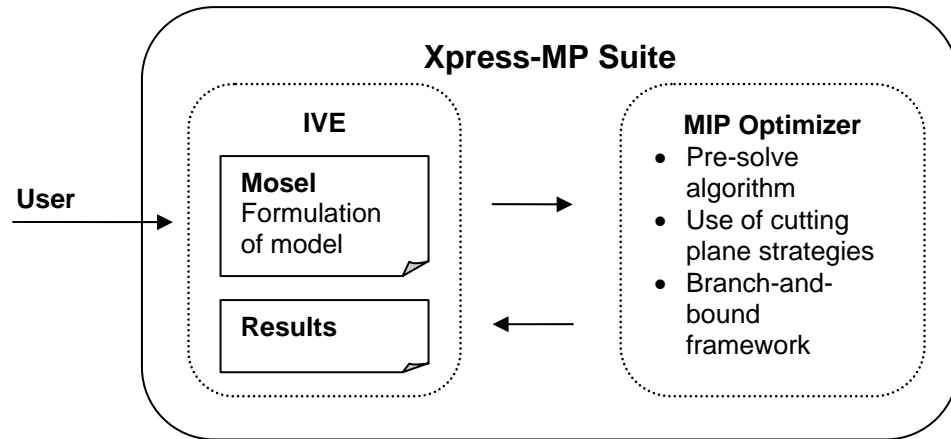 Xpress-MP Suite
User
IVE
Mosel
Formulation
of model
Results
MIP Optimizer
• Pre-solve
algorithm
• Use of cutting
plane strategies
• Branch-and-
bound
framework